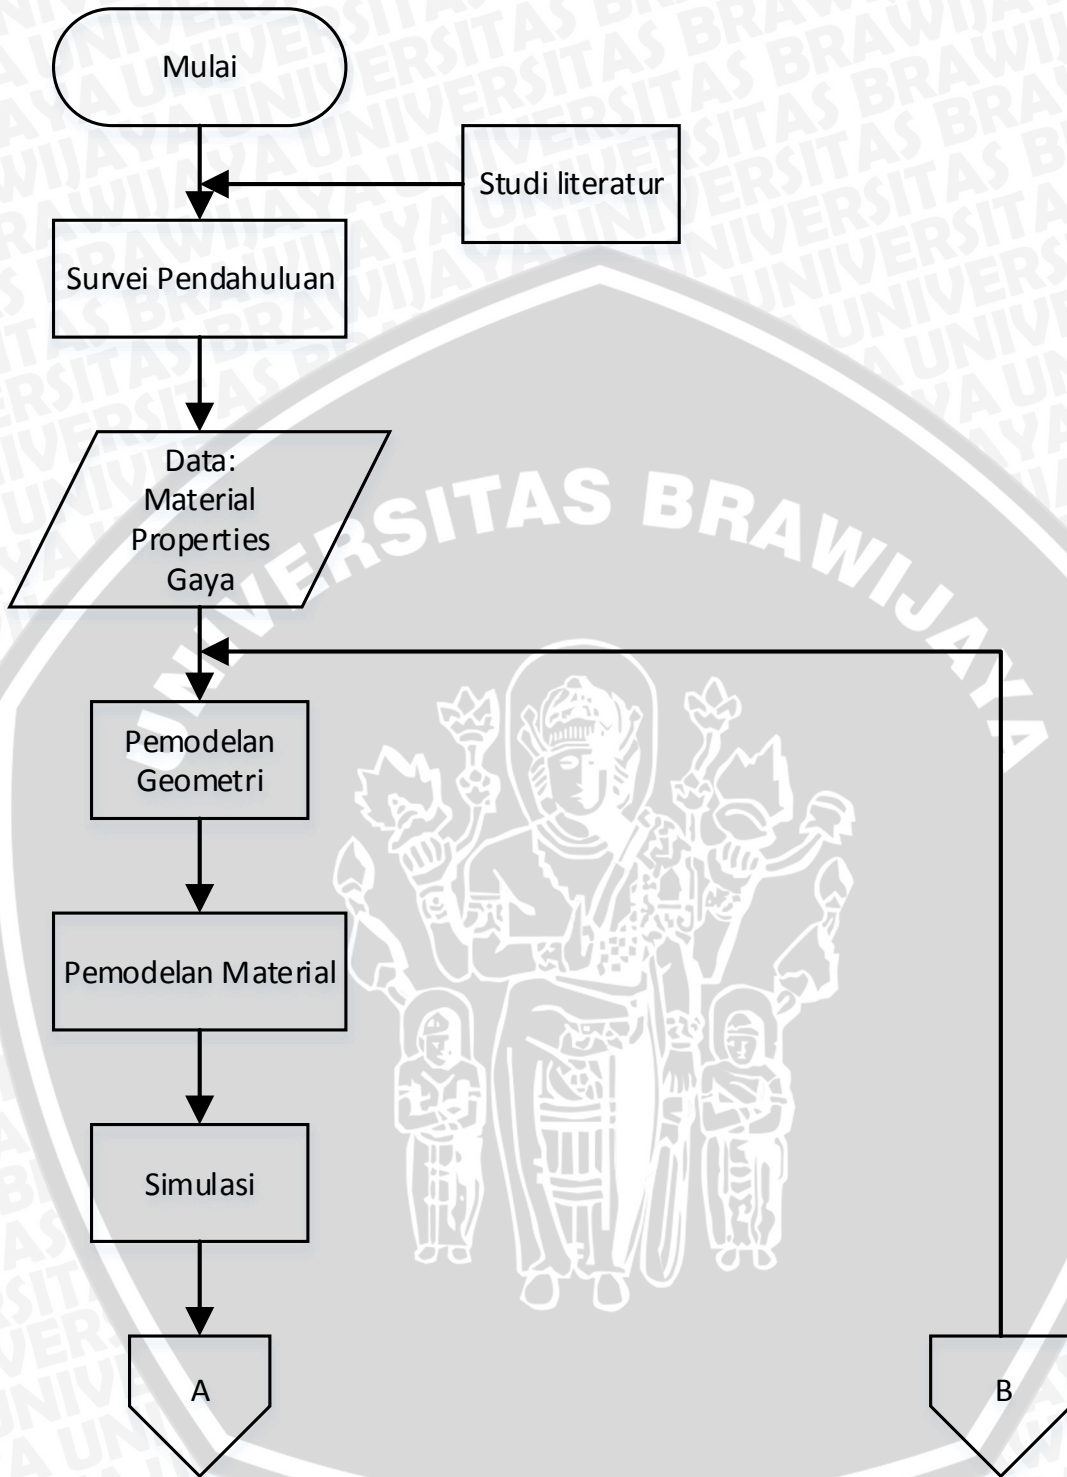 Mulai
Studi literatur
Survei Pendahuluan
Data:
Material
Properties
Gaya
UNIVERSITAS BRAWIJAYA
Pemodelan
Geometri
Pemodelan Material
Simulasi
A
B